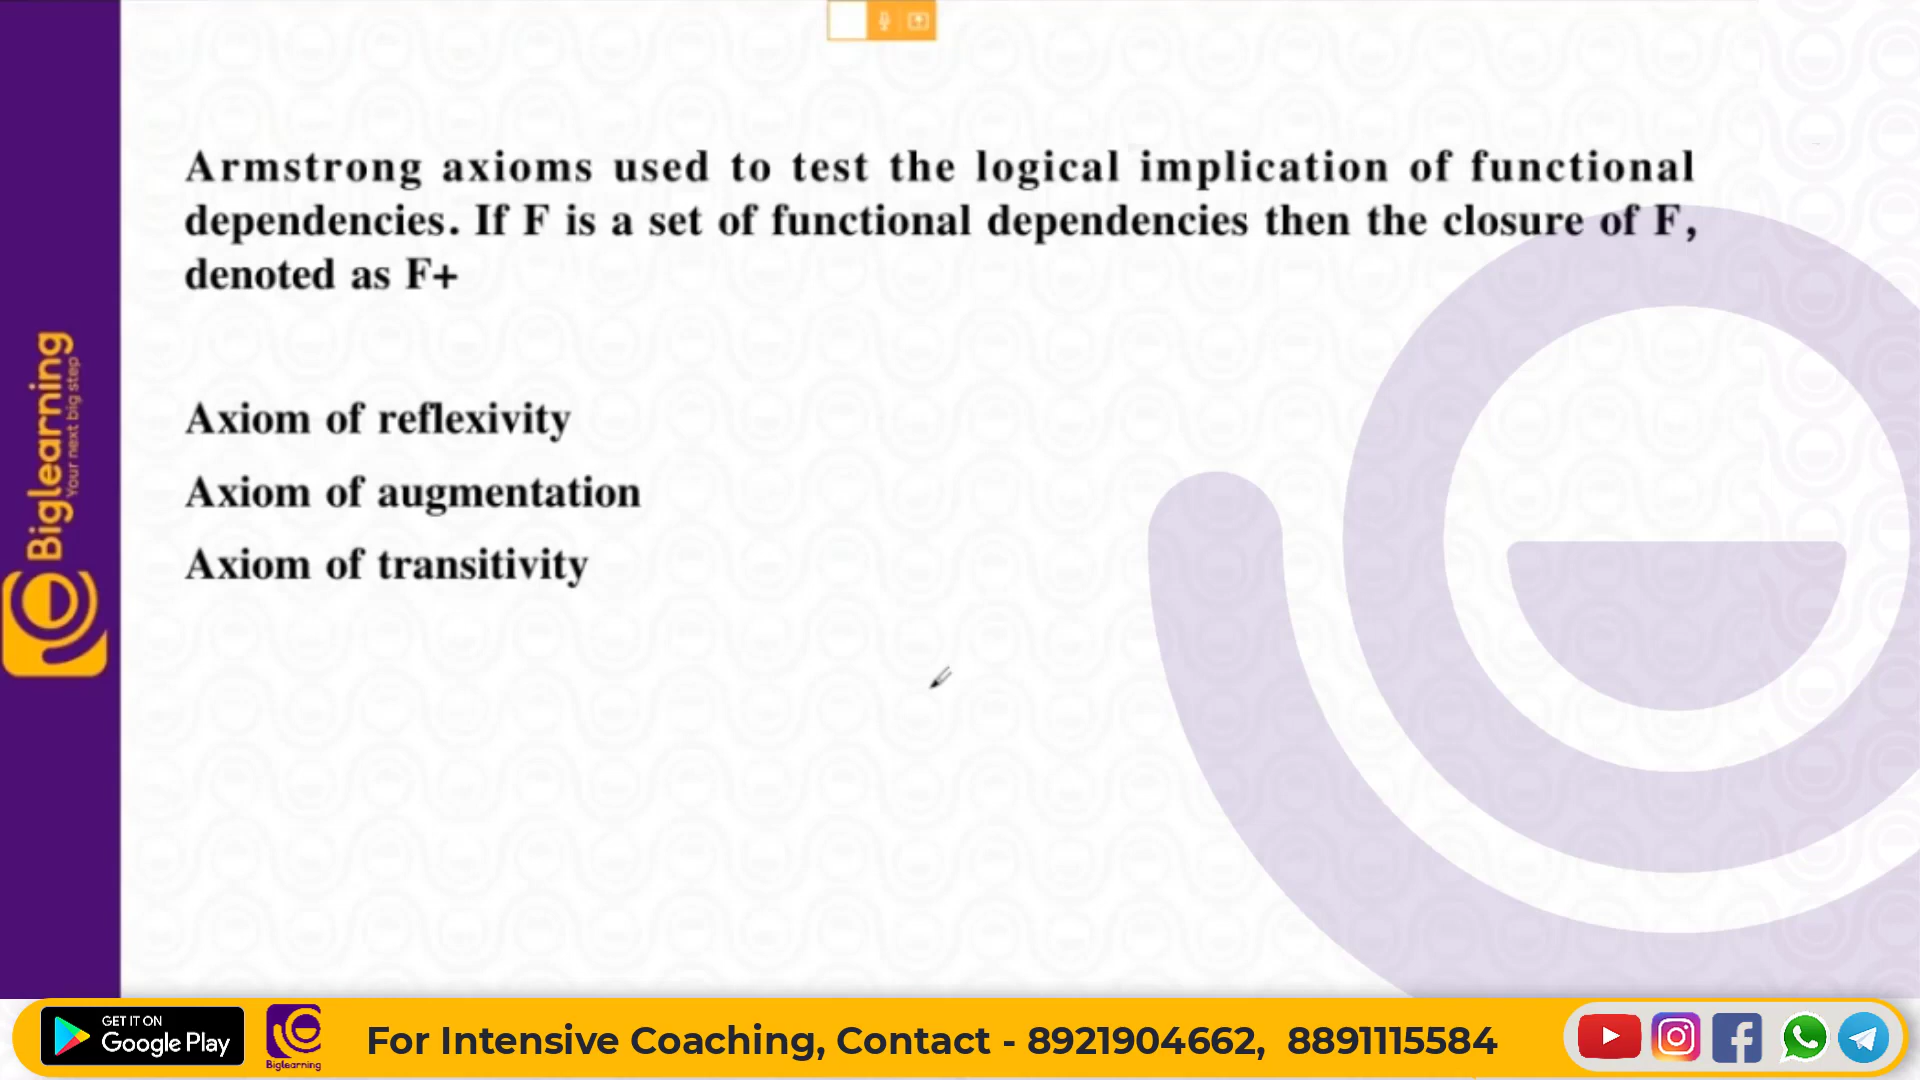 Armstrong axioms used to test the logical implication of functional
dependencies. If F is a set of functional dependencies then the closure of F,
denoted as F+
Axiom of reflexivity
Axiom of augmentation
Axiom of transitivity
Biglearning
Your next big step
GET IT ON
Google Play
Biglearning
For Intensive Coaching, Contact - 8921904662, 8891115584